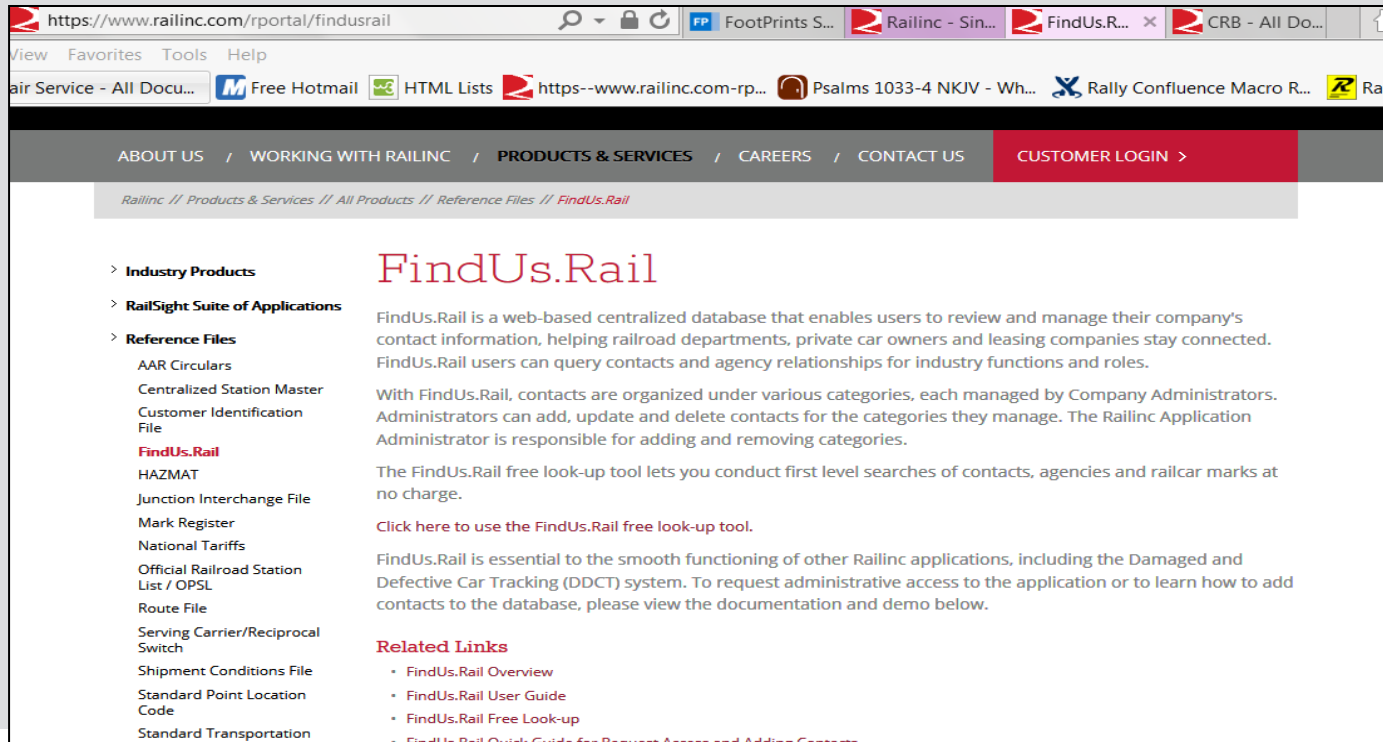 https://www.railinc.com/rportal/findusrail
FP FootPrints S...
Railinc - Sin...
FindUs.R...
CRB - All Do...
View Favorites Tools Help
air Service - All Docu...
Free Hotmail
HTML Lists
https--www.railinc.com-rp...
Psalms 1033-4 NKJV - Wh...
Rally Confluence Macro R...
Ra
ABOUT US / WORKING WITH RAILINC / PRODUCTS & SERVICES / CAREERS / CONTACT US
CUSTOMER LOGIN >
Railinc // Products & Services // All Products // Reference Files // FindUs.Rail
> Industry Products
> RailSight Suite of Applications
> Reference Files
AAR Circulars
Centralized Station Master
Customer Identification
File
FindUs.Rail
HAZMAT
Junction Interchange File
Mark Register
National Tariffs
Official Railroad Station
List / OPSL
Route File
Serving Carrier/Reciprocal
Switch
Shipment Conditions File
Standard Point Location
Code
Standard Transportation
FindUs.Rail
FindUs.Rail is a web-based centralized database that enables users to review and manage their company's
contact information, helping railroad departments, private car owners and leasing companies stay connected.
FindUs.Rail users can query contacts and agency relationships for industry functions and roles.
With FindUs.Rail, contacts are organized under various categories, each managed by Company Administrators.
Administrators can add, update and delete contacts for the categories they manage. The Railinc Application
Administrator is responsible for adding and removing categories.
The FindUs.Rail free look-up tool lets you conduct first level searches of contacts, agencies and railcar marks at
no charge.
Click here to use the FindUs.Rail free look-up tool.
FindUs.Rail is essential to the smooth functioning of other Railinc applications, including the Damaged and
Defective Car Tracking (DDCT) system. To request administrative access to the application or to learn how to add
contacts to the database, please view the documentation and demo below.
Related Links
• FindUs.Rail Overview
• FindUs.Rail User Guide
• FindUs.Rail Free Look-up
• FindUs.Rail Quick Guide for Request Access and Adding Contacts